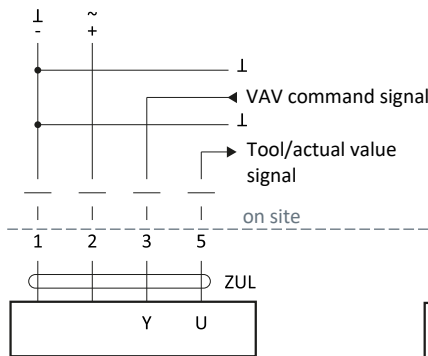 ⊥ ~
- +
⊥
VAV command signal
⊥
Tool/actual value
signal
on site
1 2 3 5
ZUL
Y U